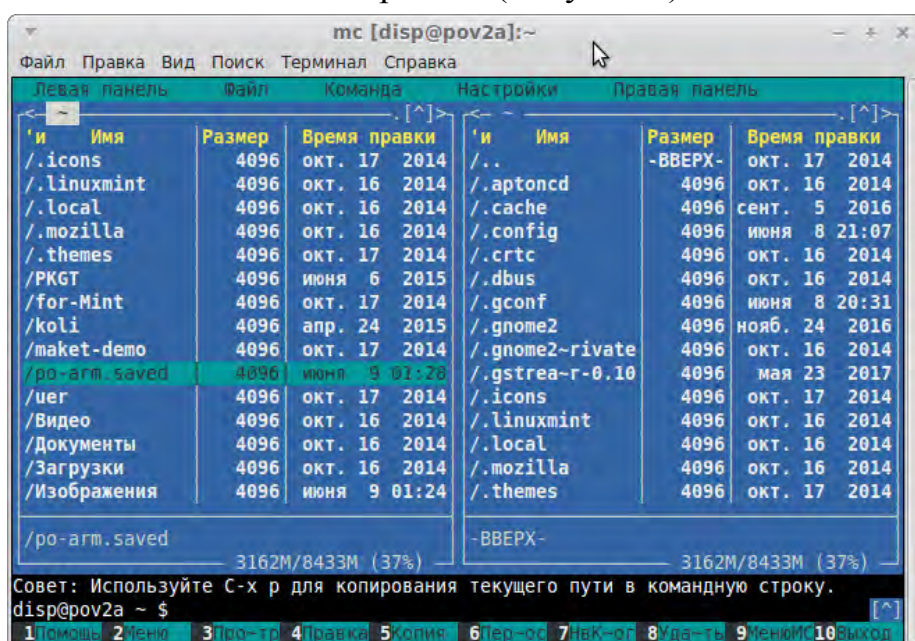 mc [disp@pov2a]:~
Файл Правка Вид Поиск Терминал Справка
Левая панель Файл Команда Настройки Правая панель
<- ~ .[^]> <- ~ .[^]>
'и Имя Размер Время правки 'и Имя Размер Время правки
/.icons 4096 окт. 17 2014 /.. -ВВЕРХ- окт. 17 2014
/.linuxmint 4096 окт. 16 2014 /.aptoncd 4096 окт. 16 2014
/.local 4096 окт. 16 2014 /.cache 4096 сент. 5 2016
/.mozilla 4096 окт. 16 2014 /.config 4096 июня 8 21:07
/.themes 4096 окт. 17 2014 /.crtc 4096 окт. 16 2014
/PKGT 4096 июня 6 2015 /.dbus 4096 окт. 16 2014
/for-Mint 4096 окт. 17 2014 /.gconf 4096 июня 8 20:31
/koli 4096 апр. 24 2015 /.gnome2 4096 нояб. 24 2016
/maket-demo 4096 окт. 17 2014 /.gnome2~rivate 4096 окт. 16 2014
/po-arm.saved 4096 июня 9 01:28 /.gstrea~r-0.10 4096 мая 23 2017
/uer 4096 окт. 17 2014 /.icons 4096 окт. 17 2014
/Видео 4096 окт. 16 2014 /.linuxmint 4096 окт. 16 2014
/Документы 4096 окт. 16 2014 /.local 4096 окт. 16 2014
/Загрузки 4096 окт. 16 2014 /.mozilla 4096 окт. 16 2014
/Изображения 4096 июня 9 01:24 /.themes 4096 окт. 17 2014
/po-arm.saved -ВВЕРХ-
3162M/8433M (37%) 3162M/8433M (37%)
Совет: Используйте C-x p для копирования текущего пути в командную строку.
disp@pov2a ~ $ [^]
1Помощь 2Меню 3Про~тр 4Правка 5Копия 6Пер~ос 7НвК~ог 8Уда~ть 9МенюMC 10Выход